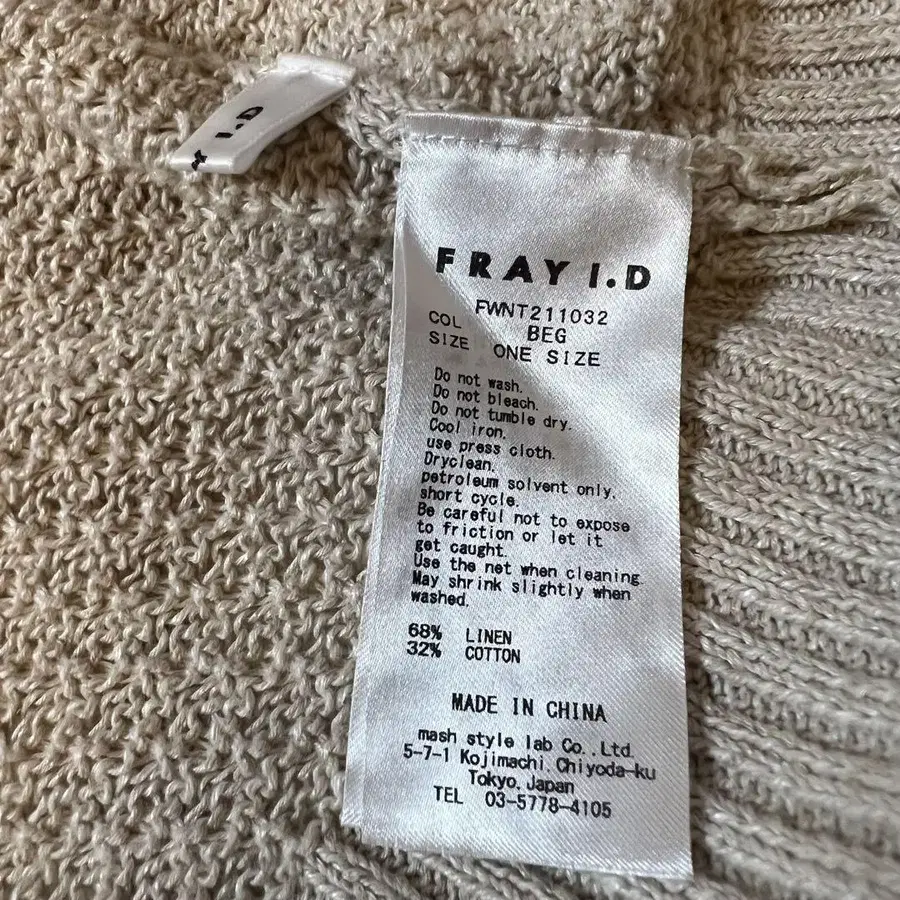 I.D
FRAY I.D
FWNT211032
COL BEG
SIZE ONE SIZE
Do not wash.
Do not bleach.
Do not tumble dry.
Cool iron.
use press cloth.
Dryclean.
petroleum solvent only,
short cycle.
Be careful not to expose
to friction or let it
get caught.
Use the net when cleaning
May shrink slightly when
washed.
68% LINEN
32% COTTON
MADE IN CHINA
mash style lab Co.,Ltd.
5-7-1 Kojimachi,Chiyoda-ku
Tokyo,Japan
TEL 03-5778-4105